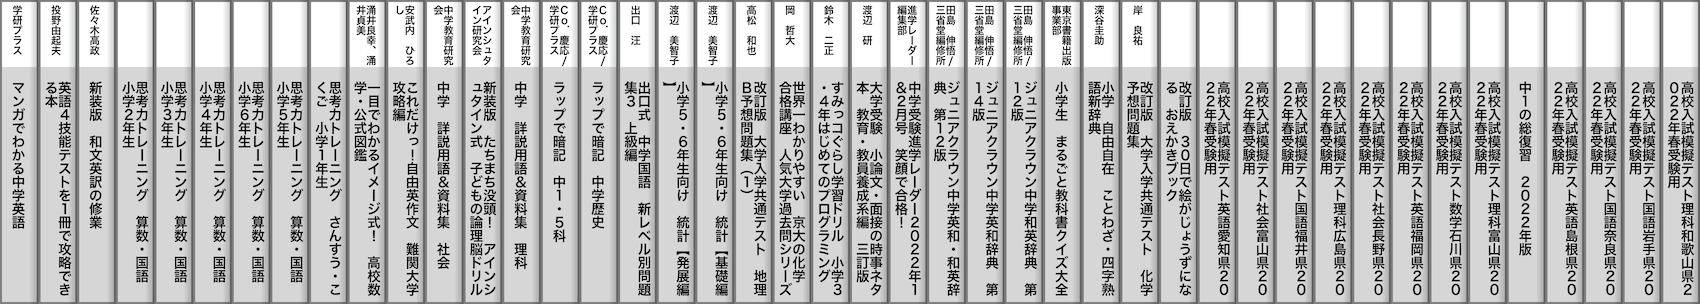 高校入試模擬テスト理科和歌山県2
022年春受験用
高校入試模擬テスト国語岩手県20
22年春受験用
高校入試模擬テスト国語奈良県20
22年春受験用
高校入試模擬テスト英語島根県20
22年春受験用
中1の総復習　2022年版
高校入試模擬テスト理科富山県20
22年春受験用
高校入試模擬テスト数学石川県20
22年春受験用
高校入試模擬テスト英語福岡県20
22年春受験用
高校入試模擬テスト社会長野県20
22年春受験用
高校入試模擬テスト理科広島県20
22年春受験用
高校入試模擬テスト国語福井県20
22年春受験用
高校入試模擬テスト社会富山県20
22年春受験用
高校入試模擬テスト英語愛知県20
22年春受験用
改訂版　30日で絵がじょうずにな
る　おえかきブック
岸　良祐
改訂版　大学入学共通テスト　化学
予想問題集
深谷圭助
小学　自由自在　ことわざ・四字熟
語新辞典
東京書籍出版
事業部
小学生　まるごと教科書クイズ大全
田島　伸悟/
三省堂編修所
ジュニアクラウン中学和英辞典　第
12版
田島　伸悟/
三省堂編修所
ジュニアクラウン中学英和辞典　第
14版
田島　伸悟/
三省堂編修所
ジュニアクラウン中学英和・和英辞
典　第12版
進学レーダー
編集部
中学受験進学レーダー2022年1
&2月号　笑顔で合格!
渡辺　研
大学受験　小論文・面接の時事ネタ
本　教育・教員養成系編　三訂版
鈴木　二正
すみっコぐらし学習ドリル　小学3
・4年はじめてのプログラミング
岡　哲大
世界一わかりやすい　京大の化学
合格講座　人気大学過去問シリーズ
高松　和也
改訂版　大学入学共通テスト　地理
B予想問題集(1)
渡辺　美智子
小学5・6年生向け　統計【基礎編
】
渡辺　美智子
小学5・6年生向け　統計【発展編
】
出口　汪
出口式　中学国語　新レベル別問題
集3　上級編
Co.慶応/
学研プラス
ラップで暗記　中学歴史
Co.慶応/
学研プラス
ラップで暗記　中1・5科
中学教育研究
会
中学　詳説用語&資料集　理科
アインシュタ
イン研究会
新装版　たちまち没頭!　アインシ
ュタイン式　子どもの論理脳ドリル
中学教育研究
会
中学　詳説用語&資料集　社会
安武内　ひろ
し
これだけっ!自由英作文　難関大学
攻略編
涌井良幸、涌
井貞美
一目でわかるイメージ式!　高校数
学・公式図鑑
思考力トレーニング　さんすう・こ
くご　小学1年生
思考力トレーニング　算数・国語
小学5年生
思考力トレーニング　算数・国語
小学6年生
思考力トレーニング　算数・国語
小学4年生
思考力トレーニング　算数・国語
小学3年生
思考力トレーニング　算数・国語
小学2年生
佐々木高政
新装版　和文英訳の修業
投野由起夫
英語4技能テストを1冊で攻略でき
る本
学研プラス
マンガでわかる中学英語